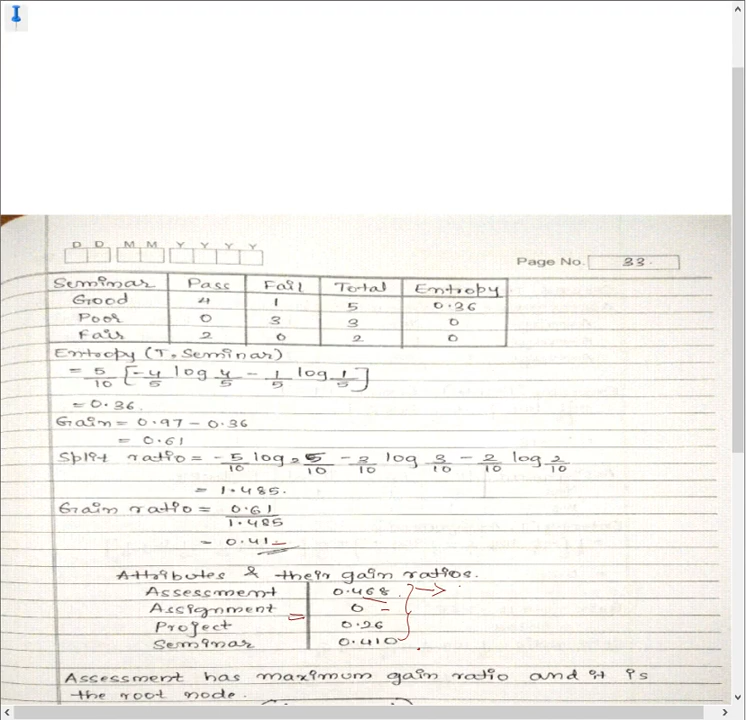 D D M M Y Y Y Y
Page No. 33.
Seminar Pass Fail Total Entropy
Good 4 1 5 0.36
Poor 0 3 3 0
Fair 2 0 2 0
Entropy (T, Seminar)
= 5/10 [-4/5 log 4/5 - 1/5 log 1/5]
= 0.36.
Gain = 0.97 - 0.36
= 0.61
Split ratio = -5/10 log2 5/10 - 3/10 log 3/10 - 2/10 log 2/10
= 1.485.
Gain ratio = 0.61/1.485
= 0.41
Attributes & their gain ratios.
Assessment 0.468
Assignment 0
Project 0.26
Seminar 0.410
Assessment has maximum gain ratio and it is
the root node.